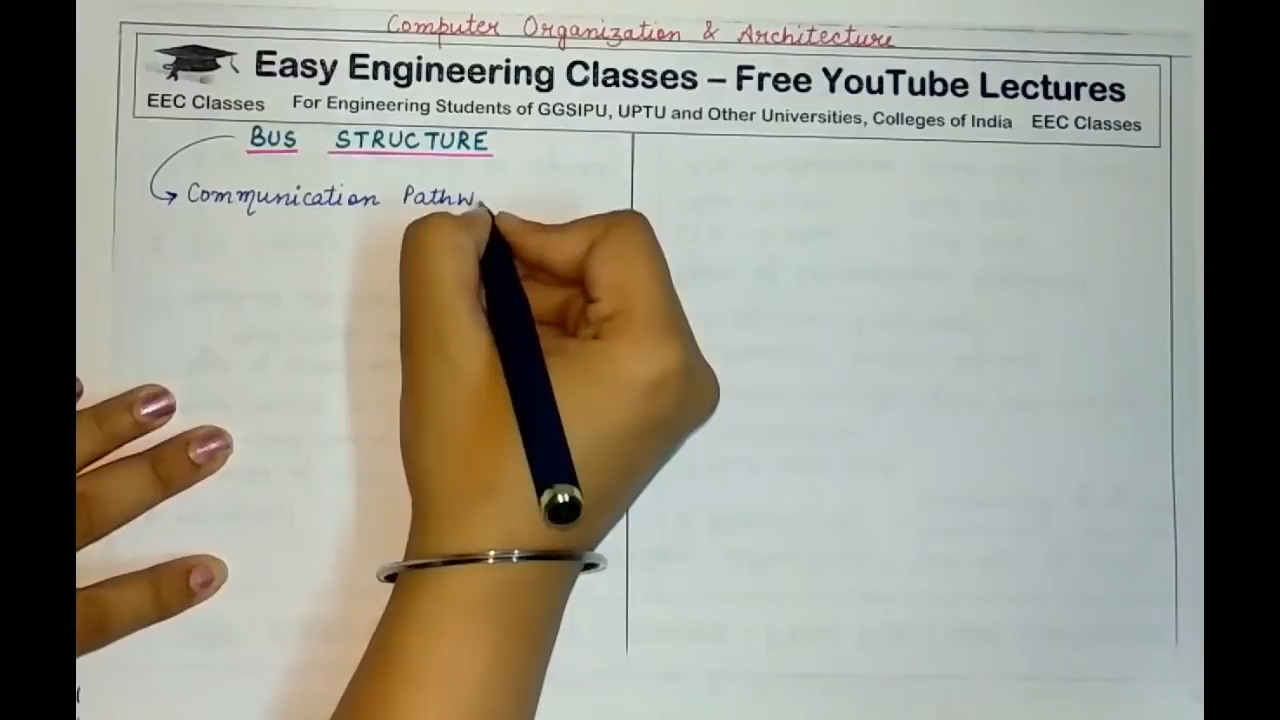 Computer Organization & Architecture
Easy Engineering Classes – Free YouTube Lectures
EEC Classes For Engineering Students of GGSIPU, UPTU and Other Universities, Colleges of India EEC Classes
BUS STRUCTURE
Communication Pathw